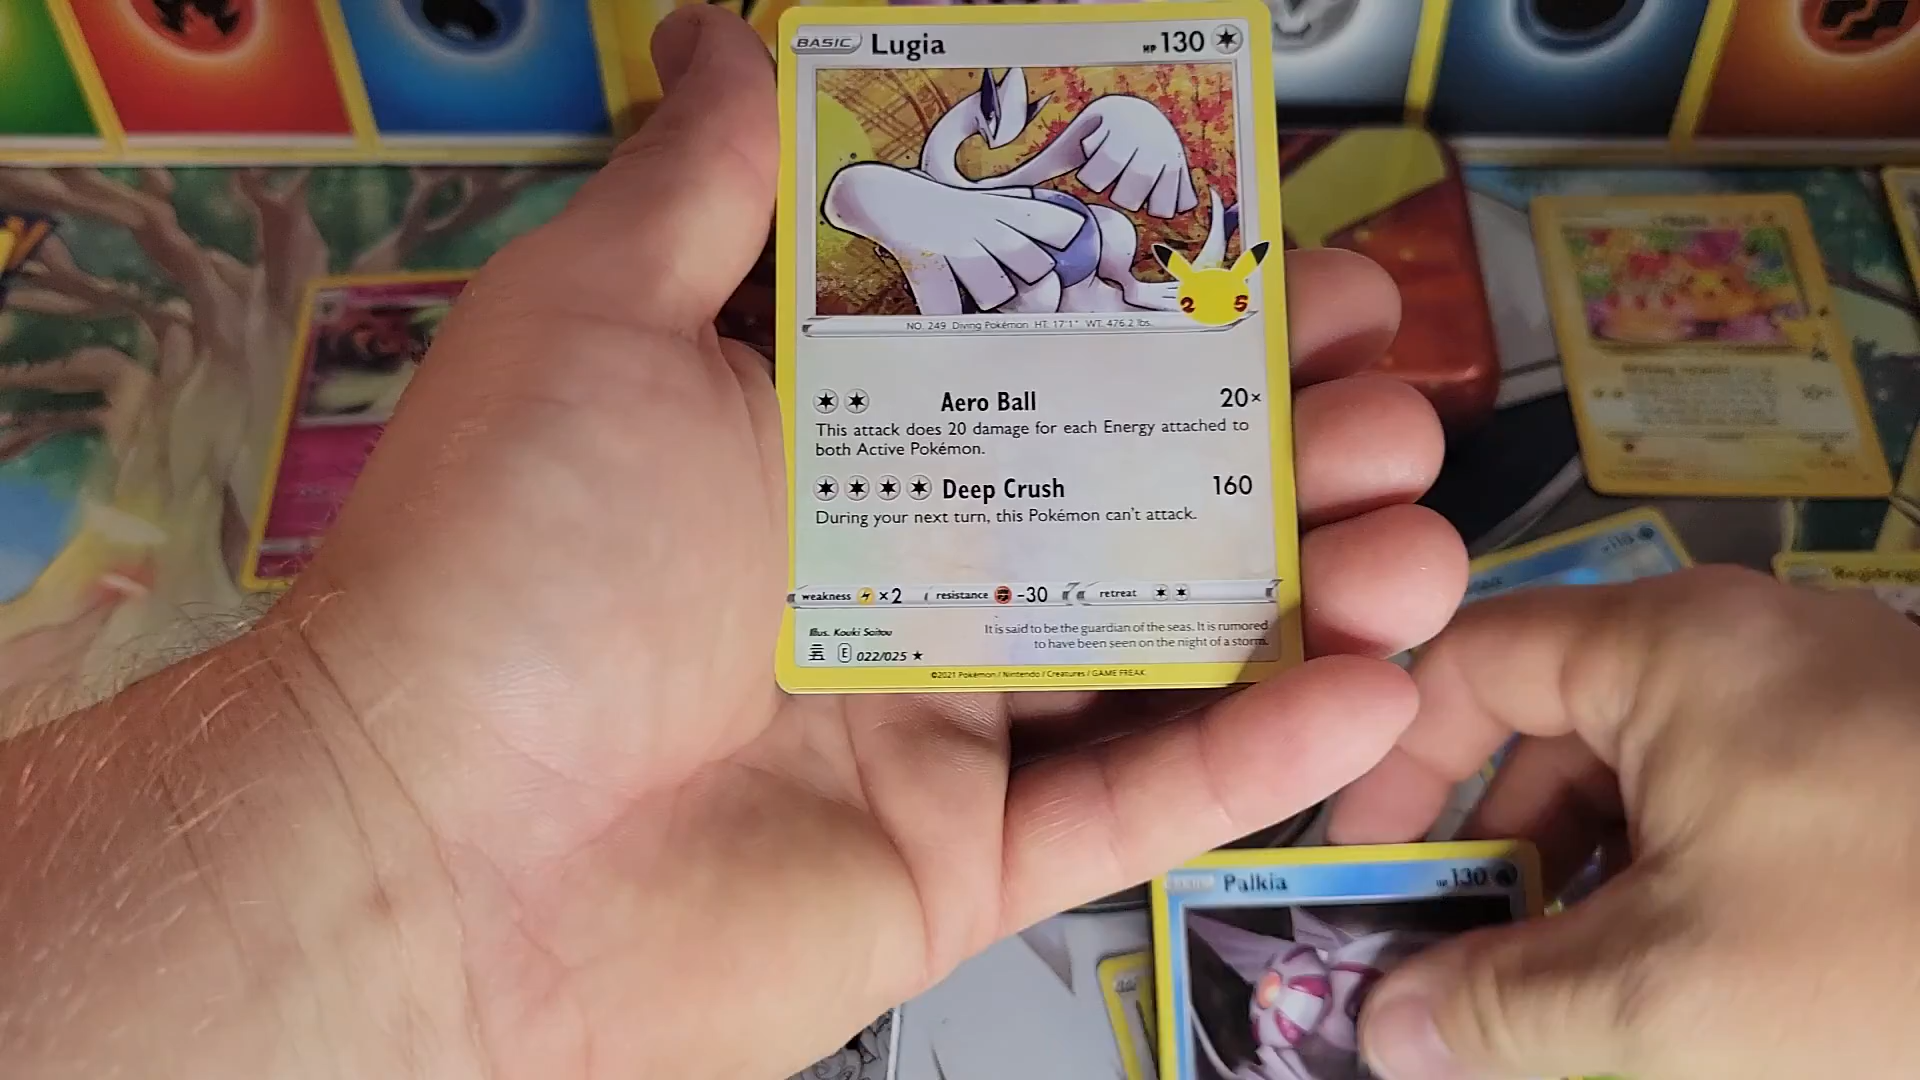 BASIC Lugia HP 130
NO. 249 Diving Pokémon HT: 17'1" WT: 476.2 lbs.
25
Aero Ball 20×
This attack does 20 damage for each Energy attached to
both Active Pokémon.
Deep Crush 160
During your next turn, this Pokémon can't attack.
weakness ×2 resistance -30 retreat
Illus. Kouki Saitou
It is said to be the guardian of the seas. It is rumored
to have been seen on the night of a storm.
E 022/025
©2021 Pokémon / Nintendo / Creatures / GAME FREAK
Palkia 130